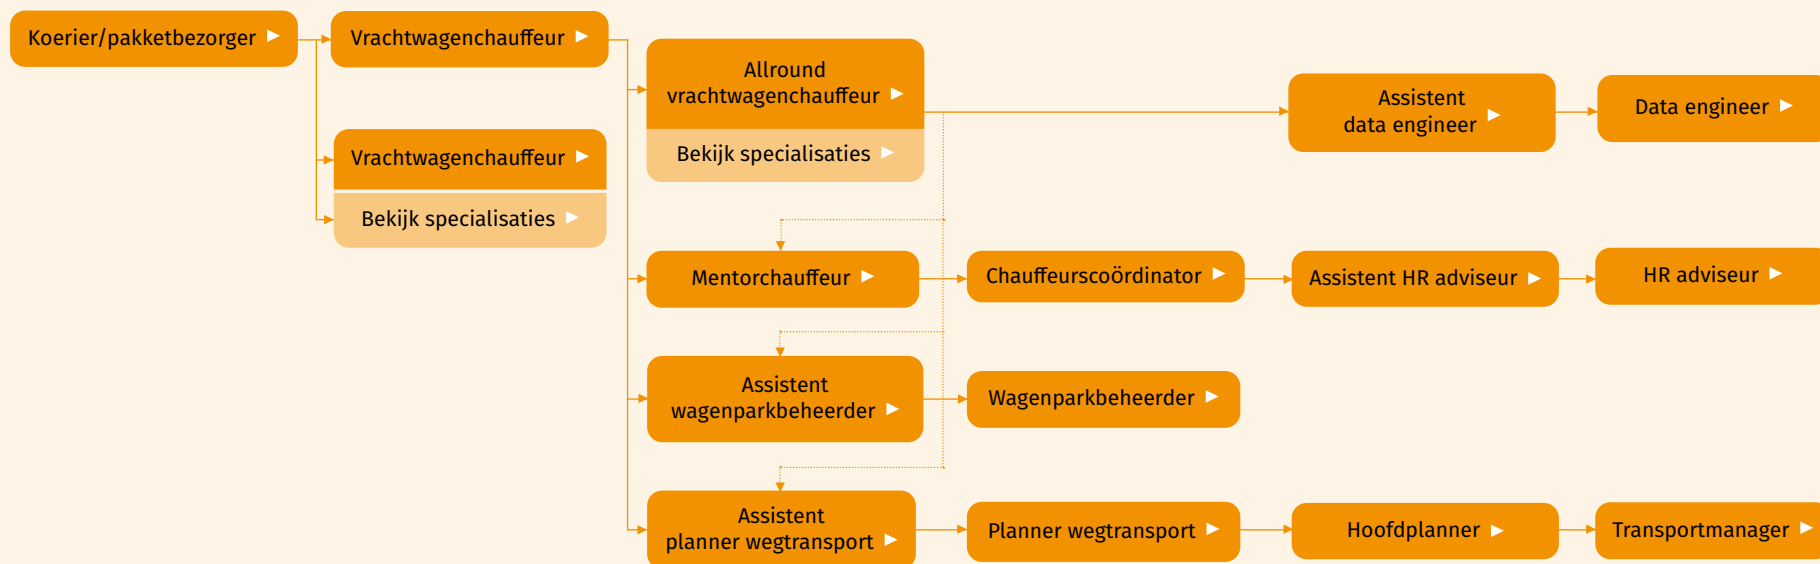 Koerier/pakketbezorger
Vrachtwagenchauffeur
Vrachtwagenchauffeur
Bekijk specialisaties
Allround
vrachtwagenchauffeur
Bekijk specialisaties
Assistent
data engineer
Data engineer
Mentorchauffeur
Chauffeurscoördinator
Assistent HR adviseur
HR adviseur
Assistent
wagenparkbeheerder
Wagenparkbeheerder
Assistent
planner wegtransport
Planner wegtransport
Hoofdplanner
Transportmanager